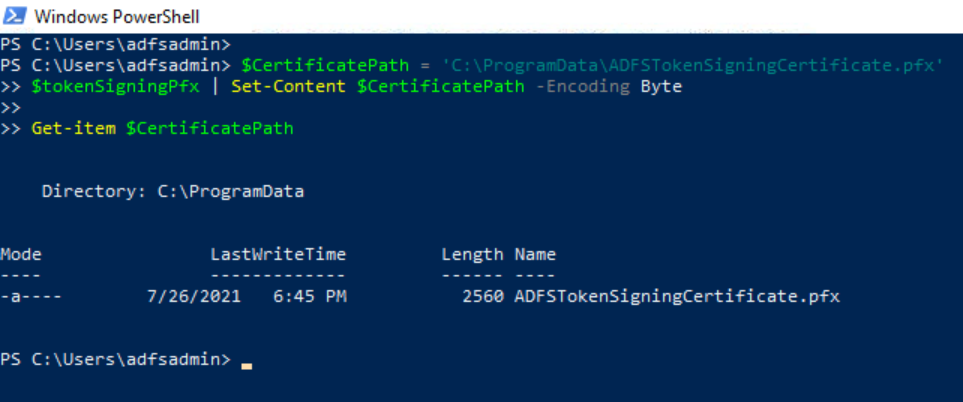 Windows PowerShell
PS C:\Users\adfsadmin>
PS C:\Users\adfsadmin> $CertificatePath = 'C:\ProgramData\ADFSTokenSigningCertificate.pfx'
>> $tokenSigningPfx | Set-Content $CertificatePath -Encoding Byte
>>
>> Get-item $CertificatePath
Directory: C:\ProgramData
Mode LastWriteTime Length Name
---- ------------- ------ ----
-a---- 7/26/2021 6:45 PM 2560 ADFSTokenSigningCertificate.pfx
PS C:\Users\adfsadmin>